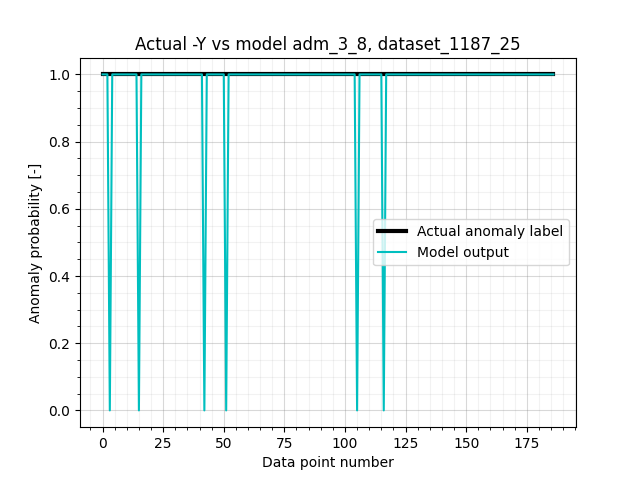 Actual -Y vs model adm_3_8, dataset_1187_25
Anomaly probability [-]
1.0
0.8
0.6
0.4
0.2
0.0
Actual anomaly label
Model output
0 25 50 75 100 125 150 175
Data point number